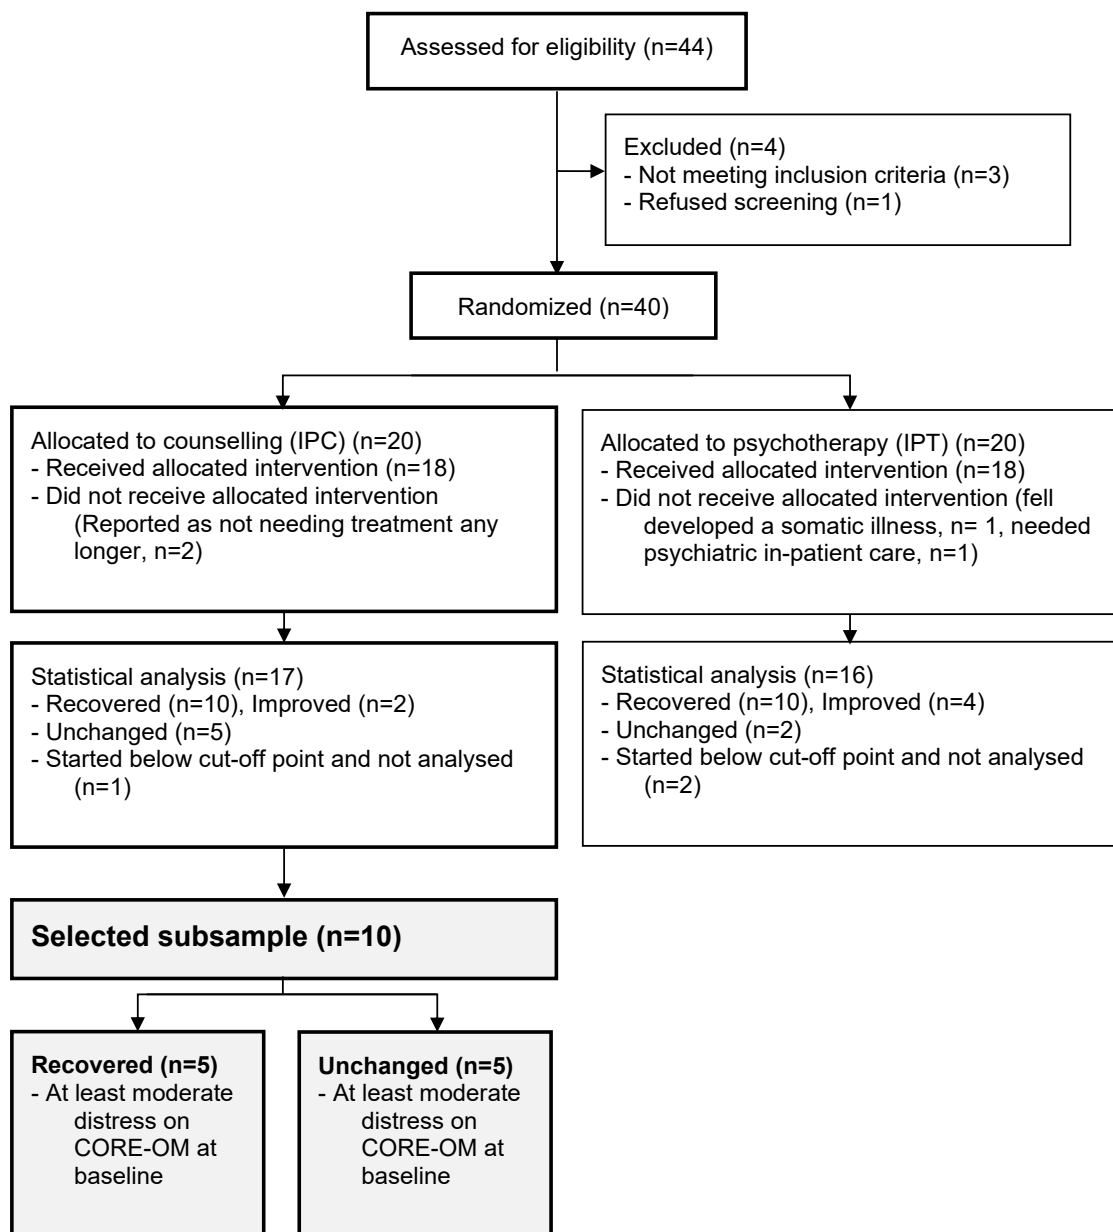 Assessed for eligibility (n=44)
Excluded (n=4)
- Not meeting inclusion criteria (n=3)
- Refused screening (n=1)
Randomized (n=40)
Allocated to counselling (IPC) (n=20)
- Received allocated intervention (n=18)
- Did not receive allocated intervention
(Reported as not needing treatment any
longer, n=2)
Allocated to psychotherapy (IPT) (n=20)
- Received allocated intervention (n=18)
- Did not receive allocated intervention (fell
developed a somatic illness, n= 1, needed
psychiatric in-patient care, n=1)
Statistical analysis (n=17)
- Recovered (n=10), Improved (n=2)
- Unchanged (n=5)
- Started below cut-off point and not analysed
(n=1)
Statistical analysis (n=16)
- Recovered (n=10), Improved (n=4)
- Unchanged (n=2)
- Started below cut-off point and not analysed
(n=2)
Selected subsample (n=10)
Recovered (n=5)
- At least moderate
distress on
CORE-OM at
baseline
Unchanged (n=5)
- At least moderate
distress on
CORE-OM at
baseline